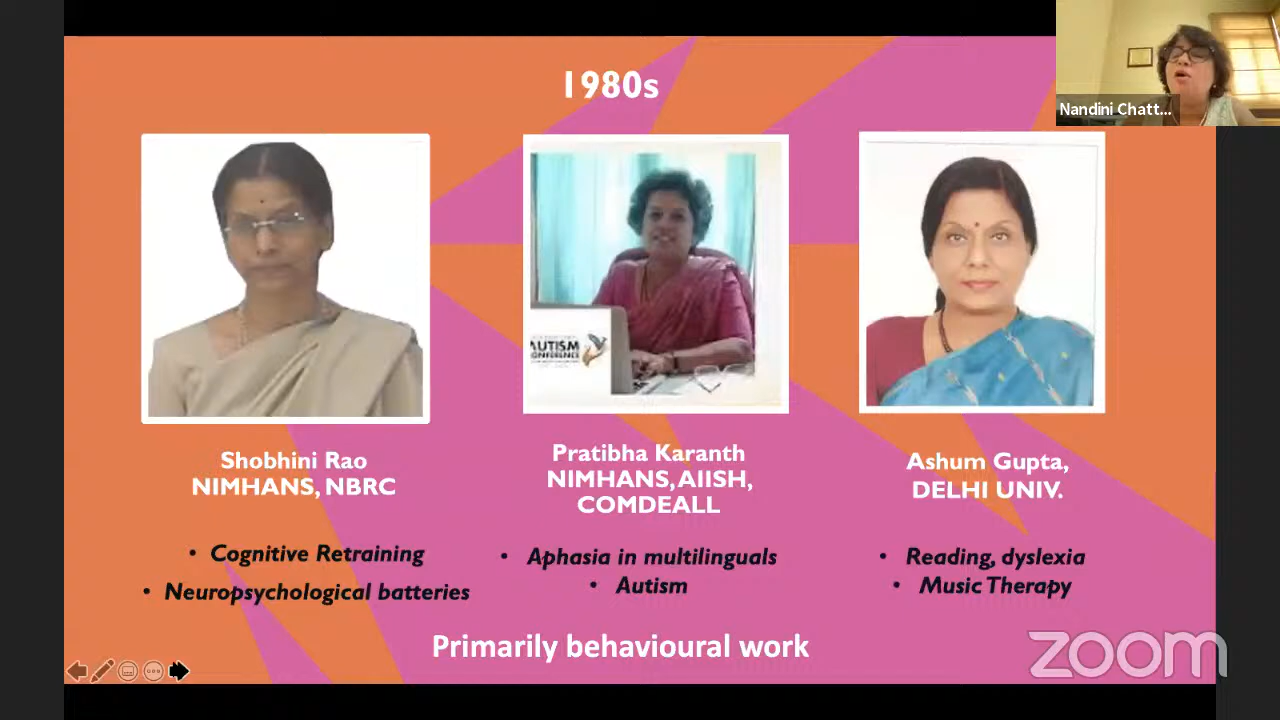 1980s
Nandini Chatt...
AUTISM
CONFERENCE
Shobhini Rao
NIMHANS, NBRC
Pratibha Karanth
NIMHANS, AIISH,
COMDEALL
Ashum Gupta,
DELHI UNIV.
• Cognitive Retraining
• Neuropsychological batteries
• Aphasia in multilinguals
• Autism
• Reading, dyslexia
• Music Therapy
Primarily behavioural work
zoom